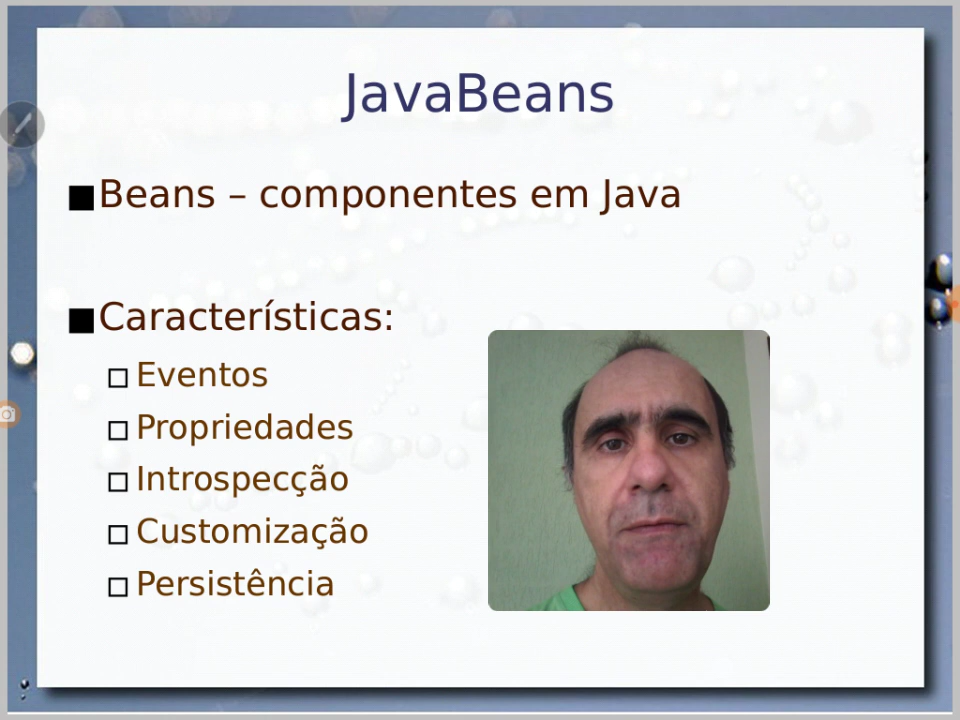 JavaBeans
Beans – componentes em Java
Características:
Eventos
Propriedades
Introspecção
Customização
Persistência